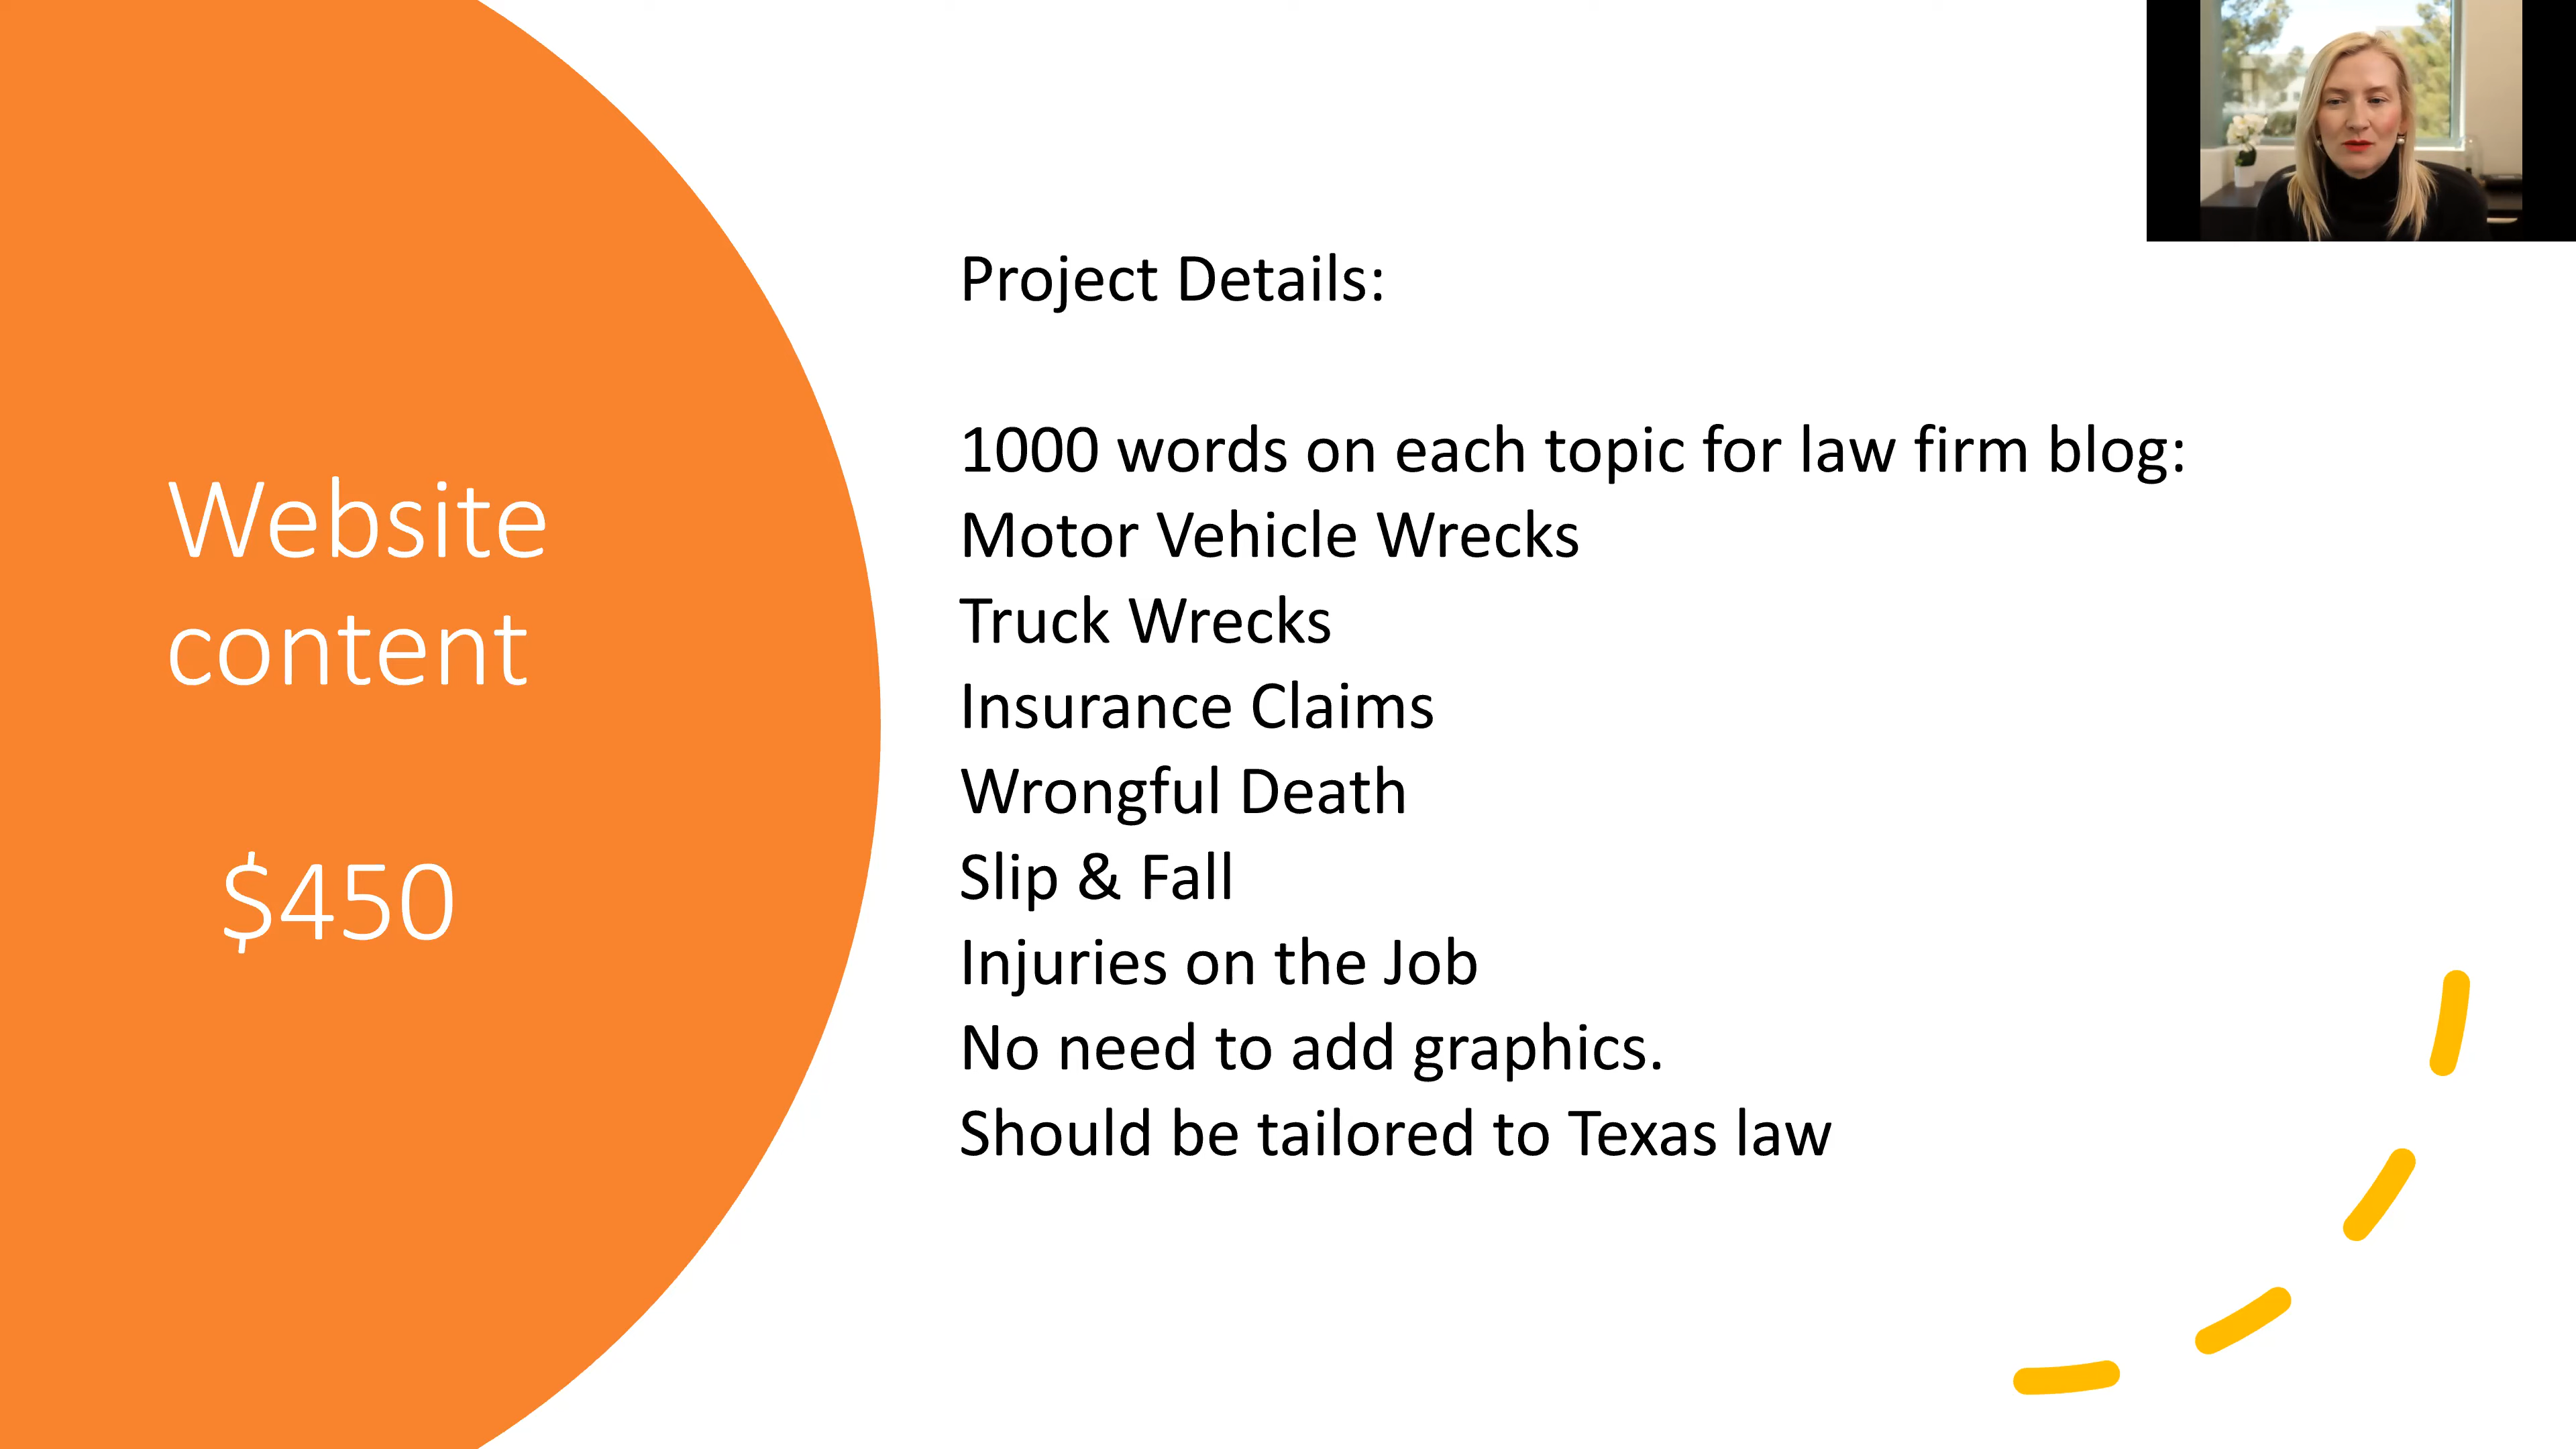 Website
content
$450
Project Details:
1000 words on each topic for law firm blog:
Motor Vehicle Wrecks
Truck Wrecks
Insurance Claims
Wrongful Death
Slip & Fall
Injuries on the Job
No need to add graphics.
Should be tailored to Texas law